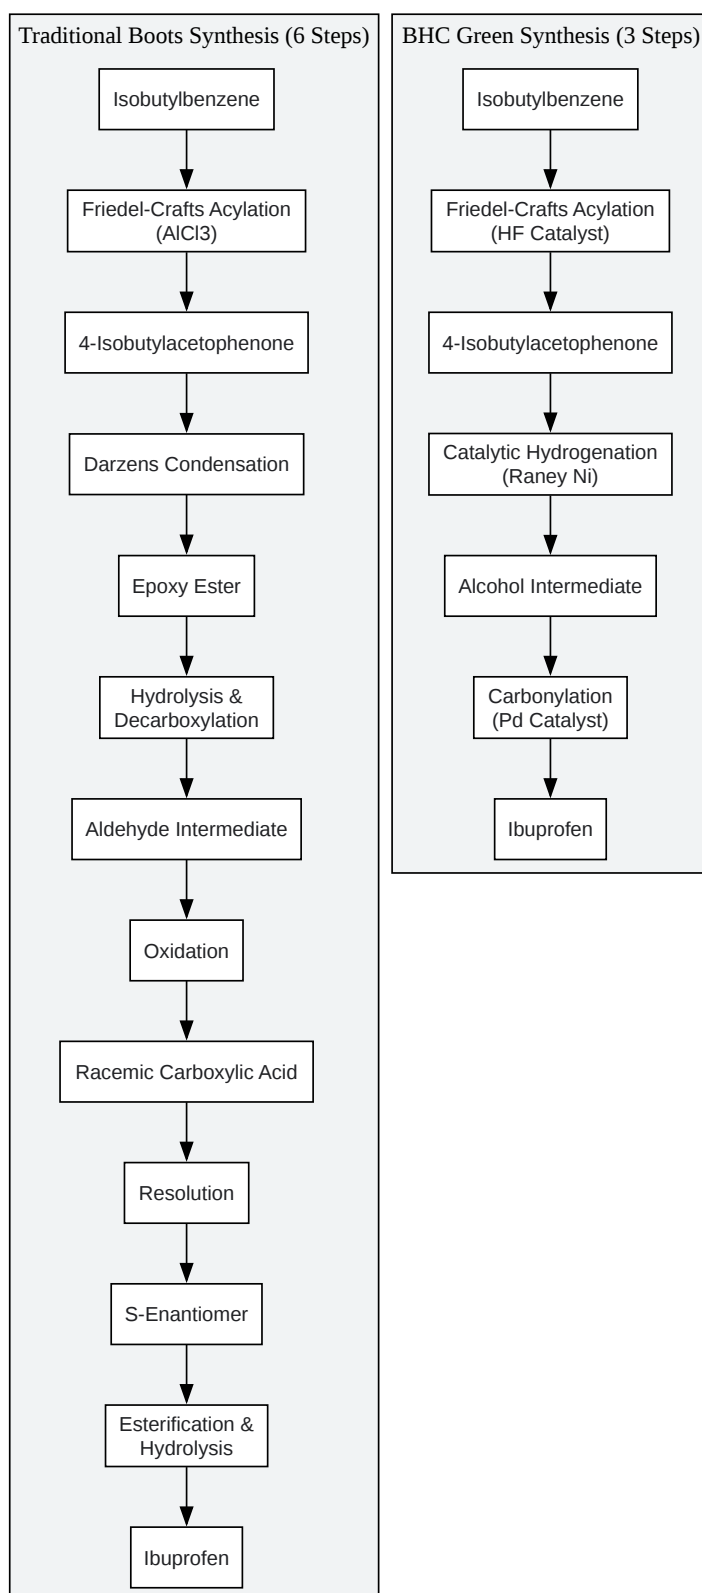 Traditional Boots Synthesis (6 Steps)
Isobutylbenzene
Friedel-Crafts Acylation
(AlCl3)
4-Isobutylacetophenone
Darzens Condensation
Epoxy Ester
Hydrolysis &
Decarboxylation
Aldehyde Intermediate
Oxidation
Racemic Carboxylic Acid
Resolution
S-Enantiomer
Esterification &
Hydrolysis
Ibuprofen
BHC Green Synthesis (3 Steps)
Isobutylbenzene
Friedel-Crafts Acylation
(HF Catalyst)
4-Isobutylacetophenone
Catalytic Hydrogenation
(Raney Ni)
Alcohol Intermediate
Carbonylation
(Pd Catalyst)
Ibuprofen